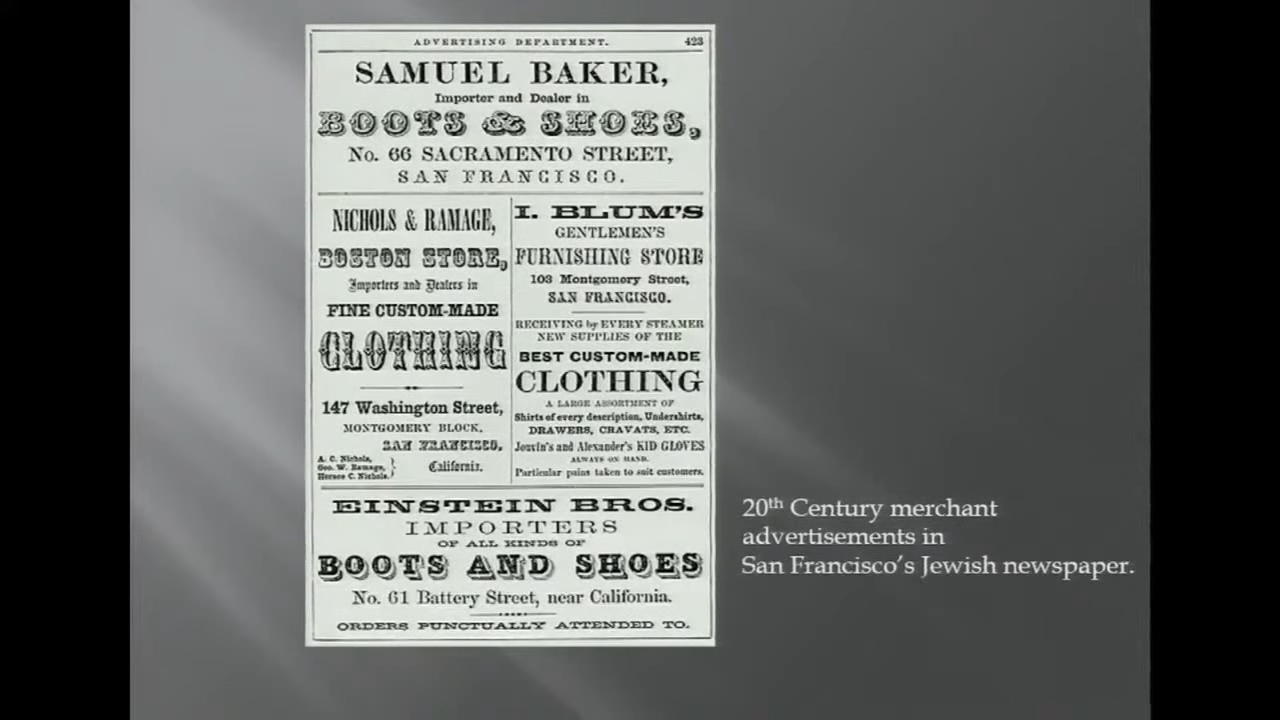 ADVERTISING DEPARTMENT. 423
SAMUEL BAKER,
Importer and Dealer in
BOOTS & SHOES,
No. 66 SACRAMENTO STREET,
SAN FRANCISCO.
NICHOLS & RAMAGE,
BOSTON STORE,
Importers and Dealers in
FINE CUSTOM-MADE
CLOTHING
147 Washington Street,
MONTGOMERY BLOCK,
SAN FRANCISCO,
A. C. Nichols,
Geo. W. Ramage,
Horace C. Nichols.
California.
I. BLUM'S
GENTLEMEN'S
FURNISHING STORE
103 Montgomery Street,
SAN FRANCISCO.
RECEIVING by EVERY STEAMER
NEW SUPPLIES OF THE
BEST CUSTOM-MADE
CLOTHING
A LARGE ASSORTMENT OF
Shirts of every description, Undershirts,
DRAWERS, CRAVATS, ETC.
Jouvin's and Alexander's KID GLOVES
ALWAYS ON HAND.
Particular pains taken to suit customers.
EINSTEIN BROS.
IMPORTERS
OF ALL KINDS OF
BOOTS AND SHOES
No. 61 Battery Street, near California.
ORDERS PUNCTUALLY ATTENDED TO.
20th Century merchant
advertisements in
San Francisco's Jewish newspaper.